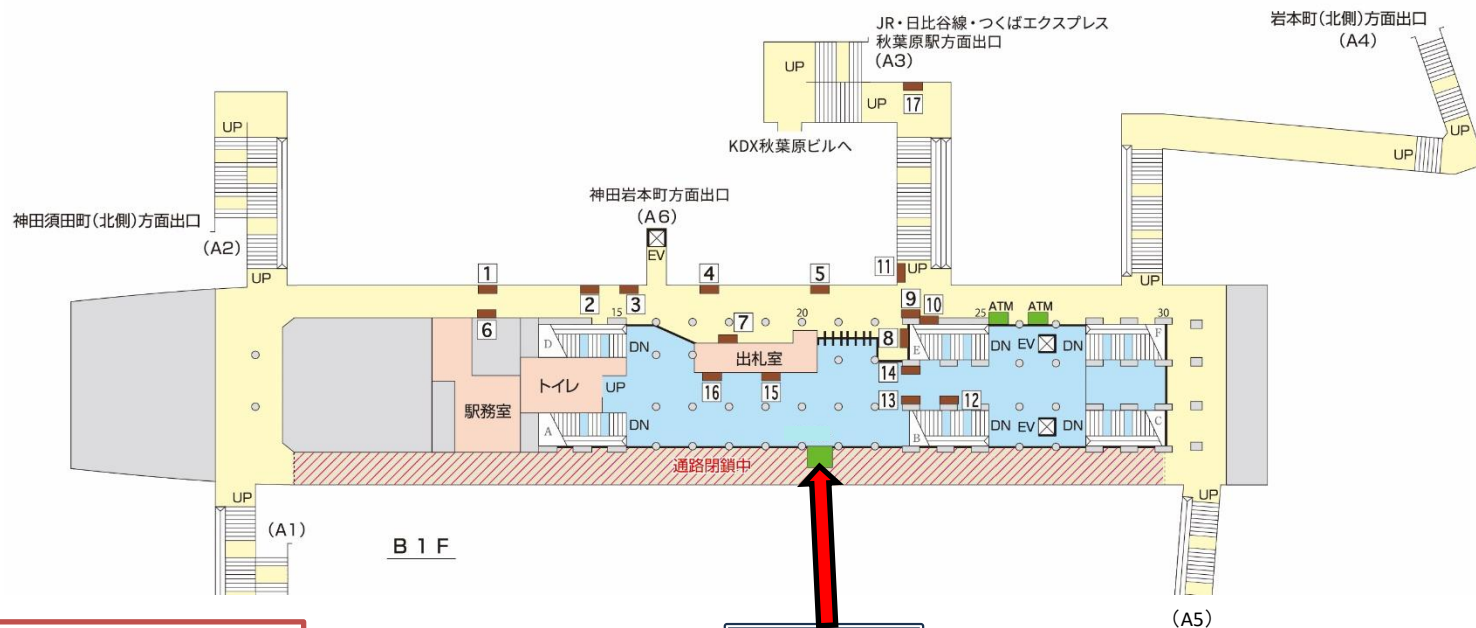 岩本町(北側)方面出口
(A4)
JR・日比谷線・つくばエクスプレス
秋葉原駅方面出口
(A3)
UP
UP
17
KDX秋葉原ビルへ
UP
UP
UP
神田須田町(北側)方面出口
(A2)
神田岩本町方面出口
(A6)
EV
UP
1
2
3
4
5
11
UP
UP
6
15
7
20
9
10
25
ATM
ATM
30
8
D
DN
出札室
E
DN
EV
DN
F
トイレ
UP
16
15
14
駅務室
13
12
A
DN
B
DN
EV
DN
C
通路閉鎖中
UP
UP
(A1)
B1F
(A5)